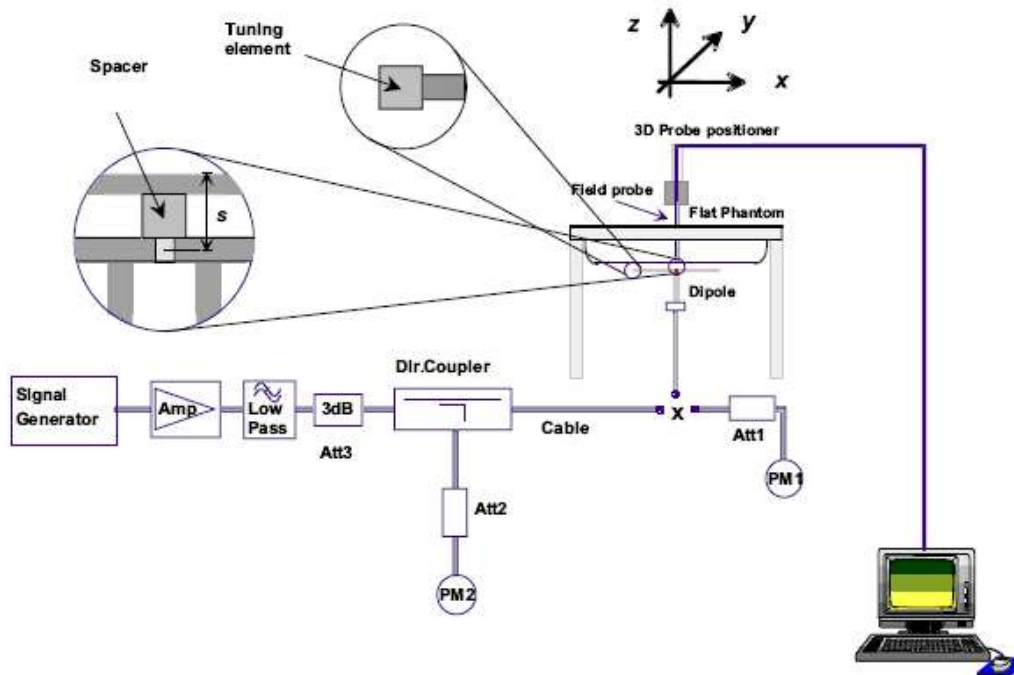 Tuning
element
Spacer
z
y
x
3D Probe positioner
Field probe
Flat Phantom
s
Dipole
Dir.Coupler
Signal
Generator
Amp
Low
Pass
3dB
Att3
Cable
x
Att1
PM1
Att2
PM2